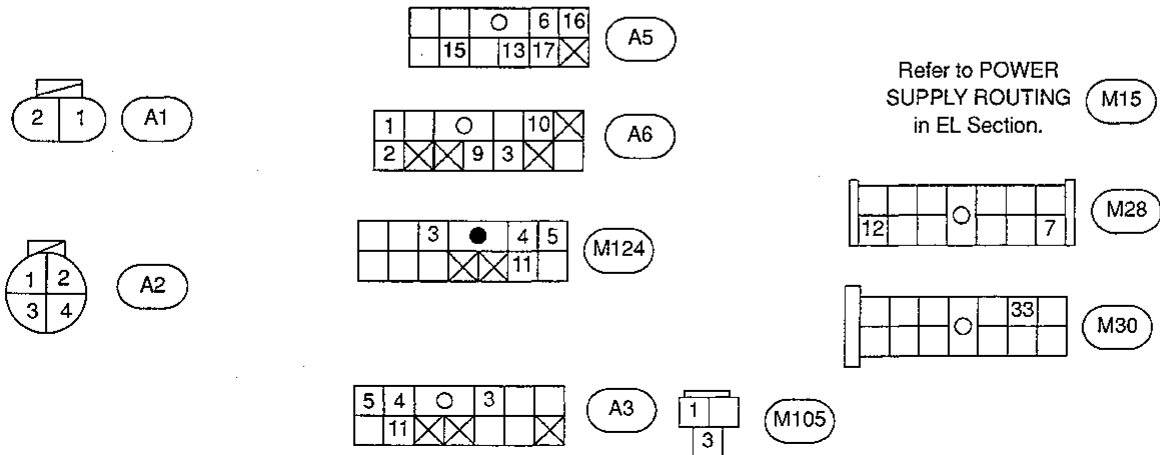 6 16
15 13 17
A5
2 1
A1
1 10
2 9 3
A6
Refer to POWER
SUPPLY ROUTING
in EL Section.
M15
12 7
M28
3 4 5
11
M124
1 2
3 4
A2
33
M30
5 4 3
11
A3
1
3
M105